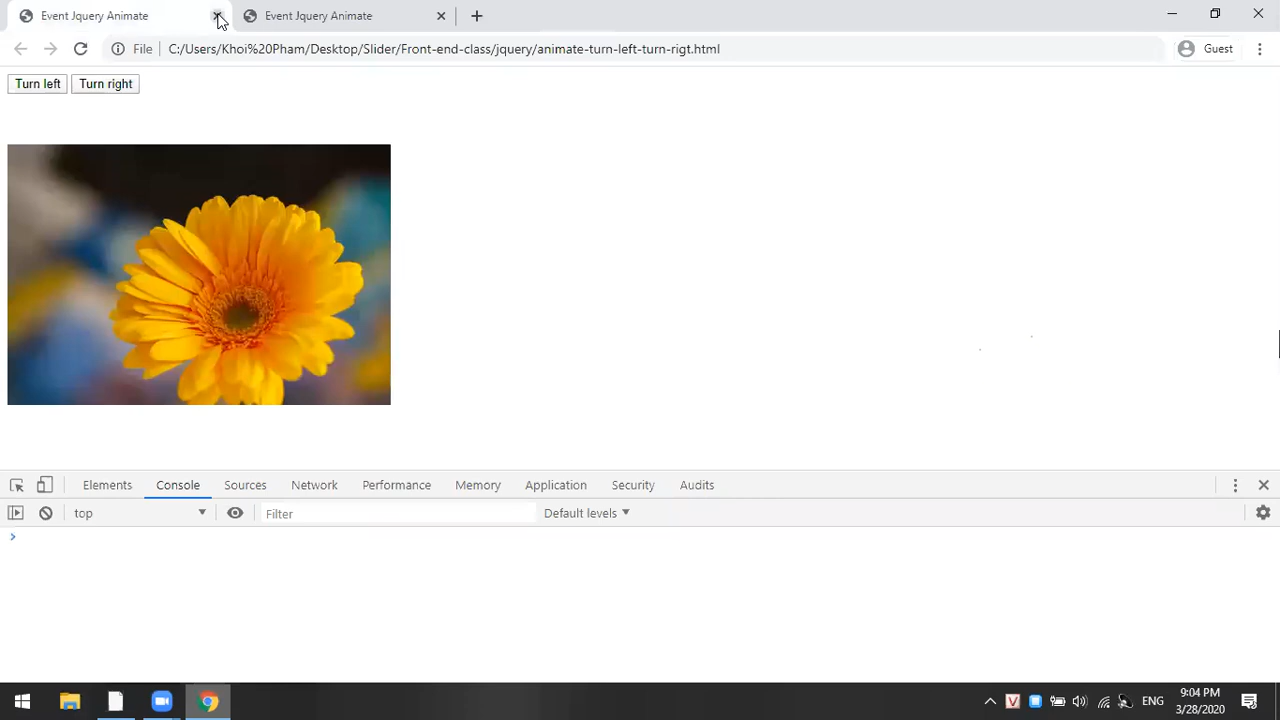 Event Jquery Animate
Event Jquery Animate
File C:/Users/Khoi%20Pham/Desktop/Slider/Front-end-class/jquery/animate-turn-left-turn-rigt.html Guest
Turn left Turn right
Elements Console Sources Network Performance Memory Application Security Audits
top Filter Default levels
ENG
9:04 PM
3/28/2020